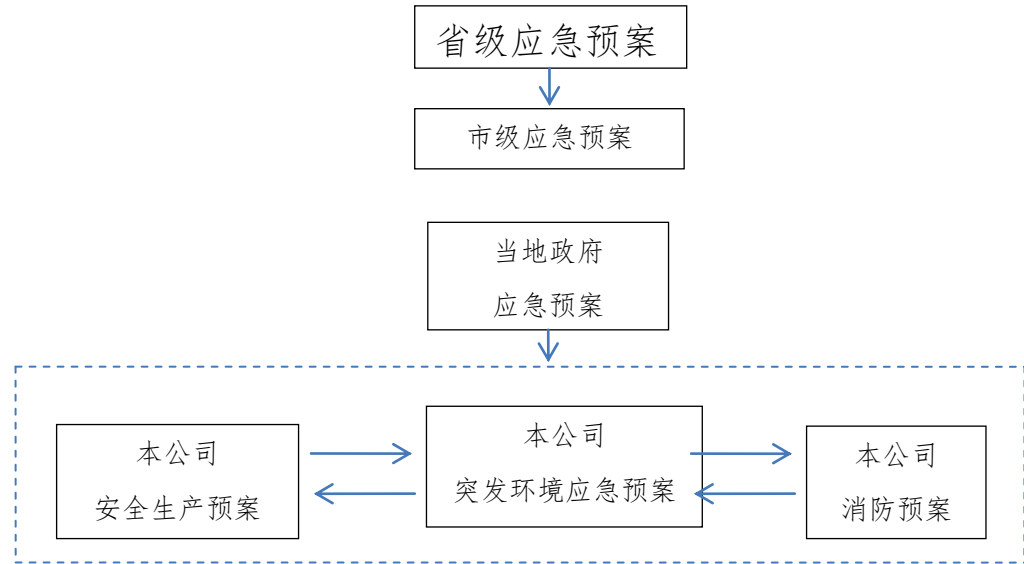 省级应急预案
市级应急预案
当地政府
应急预案
本公司
安全生产预案
本公司
突发环境应急预案
本公司
消防预案